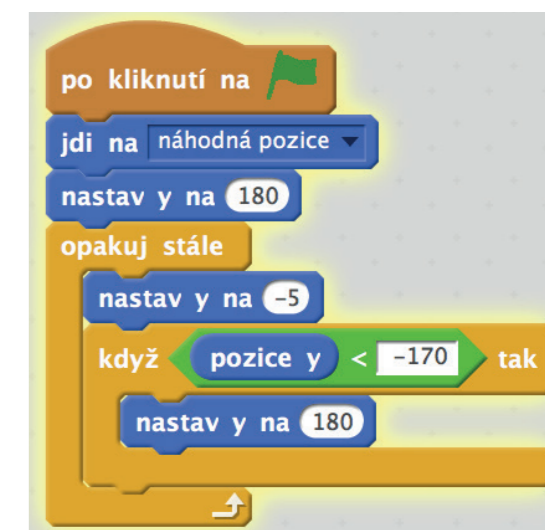 po kliknutí na
jdi na náhodná pozice
nastav y na 180
opakuj stále
nastav y na -5
když pozice y < -170 tak
nastav y na 180